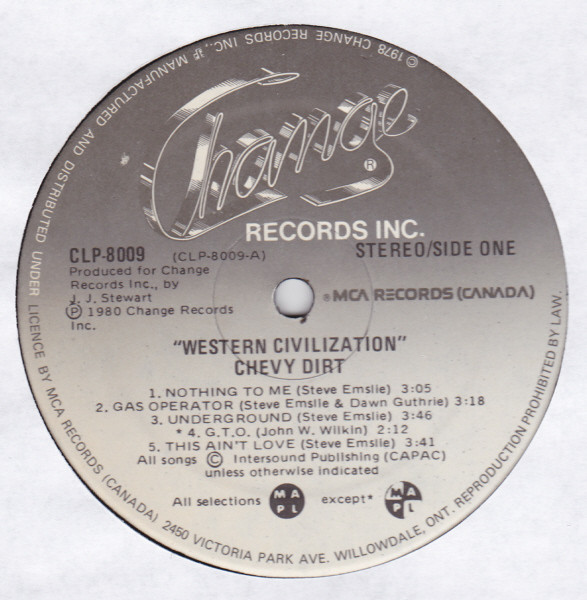 © 1978 CHANGE RECORDS INC., ℗ MANUFACTURED AND DISTRIBUTED UNDER LICENCE BY MCA RECORDS (CANADA) 2450 VICTORIA PARK AVE. WILLOWDALE, ONT. REPRODUCTION PROHIBITED BY LAW.
Change ®
RECORDS INC.
CLP-8009 (CLP-8009-A) STEREO/SIDE ONE
Produced for Change
Records Inc., by
J. J. Stewart
℗ 1980 Change Records
Inc.
® MCA RECORDS (CANADA)
"WESTERN CIVILIZATION"
CHEVY DIRT
1. NOTHING TO ME (Steve Emslie) 3:05
2. GAS OPERATOR (Steve Emslie & Dawn Guthrie) 3:18
3. UNDERGROUND (Steve Emslie) 3:46
* 4. G.T.O. (John W. Wilkin) 2:12
5. THIS AIN'T LOVE (Steve Emslie) 3:41
All songs © Intersound Publishing (CAPAC)
unless otherwise indicated
All selections MAPL except* MAPL